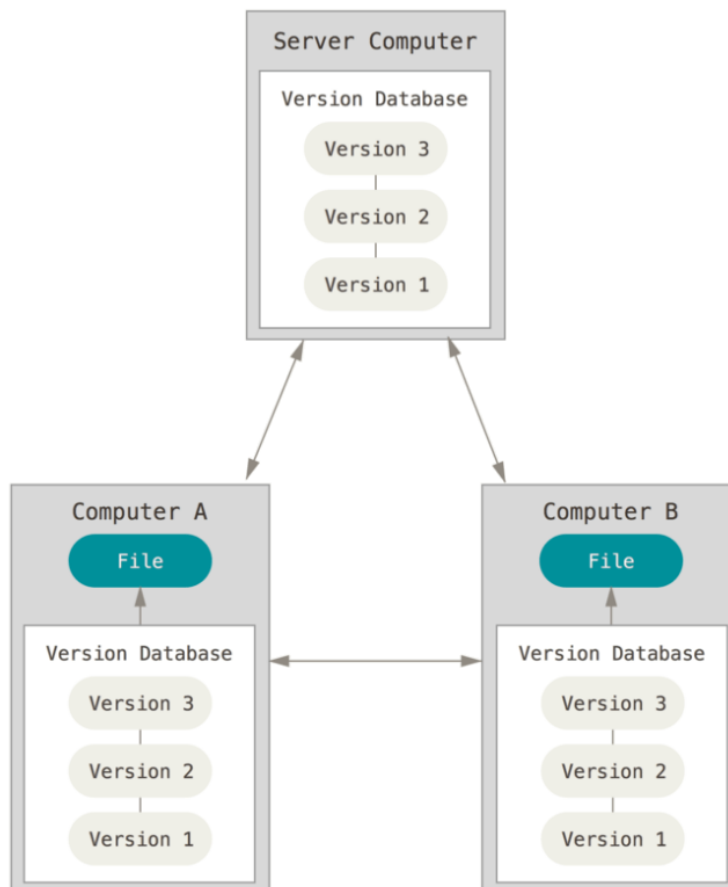 Server Computer
Version Database
Version 3
Version 2
Version 1
Computer A
File
Version Database
Version 3
Version 2
Version 1
Computer B
File
Version Database
Version 3
Version 2
Version 1